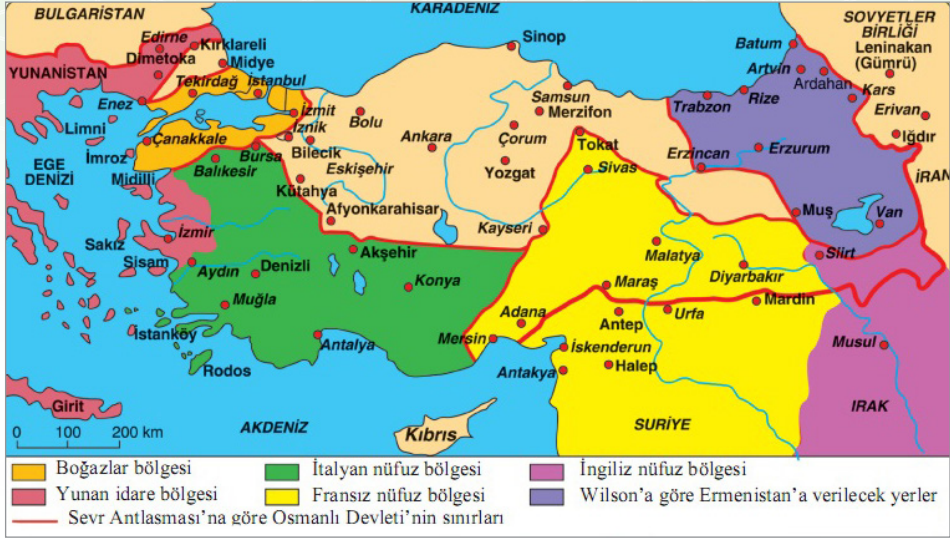 KARADENİZ
BULGARİSTAN
SOVYETLER
BİRLİĞİ
Leninakan
(Gümrü)
Edirne
Kırklareli
Sinop
Batum
Dimetoka
Midye
Artvin
Ardahan
YUNANİSTAN
Tekirdağ
İstanbul
Samsun
Rize
Kars
Enez
İzmit
Bolu
Merzifon
Trabzon
Erivan
Limni
İznik
Çorum
Iğdır
Çanakkale
Ankara
Tokat
Erzincan
Erzurum
İmroz
Bursa
Bilecik
EGE
DENİZİ
Balıkesir
Eskişehir
Yozgat
Sivas
İRAN
Midilli
Kütahya
Muş
Van
Afyonkarahisar
Kayseri
İzmir
Sakız
Akşehir
Malatya
Siirt
Sisam
Aydın
Denizli
Konya
Maraş
Diyarbakır
Muğla
Adana
Mardin
Antep
Urfa
İstanköy
Antalya
Mersin
İskenderun
Musul
Rodos
Antakya
Halep
Girit
IRAK
AKDENİZ
Kıbrıs
SURİYE
0 100 200 km
Boğazlar bölgesi
İtalyan nüfuz bölgesi
İngiliz nüfuz bölgesi
Yunan idare bölgesi
Fransız nüfuz bölgesi
Wilson'a göre Ermenistan'a verilecek yerler
Sevr Antlaşması'na göre Osmanlı Devleti'nin sınırları